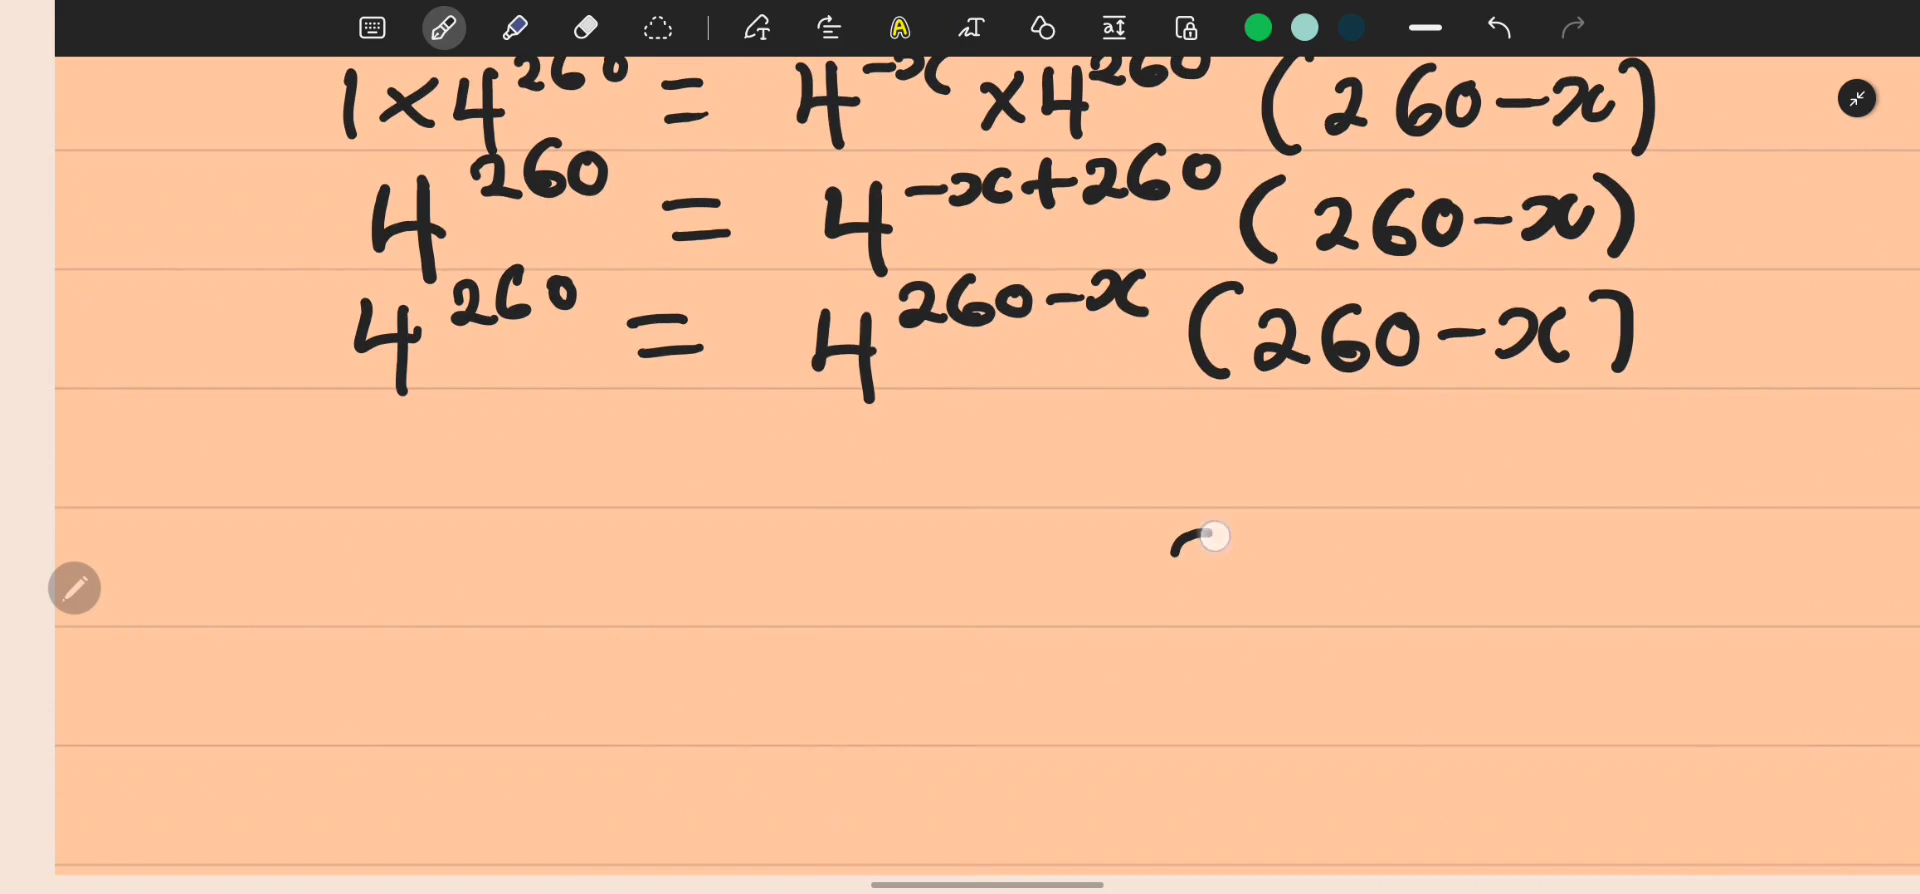 1 × 4^260 = 4^-x × 4^260 (260-x)
4^260 = 4^-x+260 (260-x)
4^260 = 4^260-x (260-x)